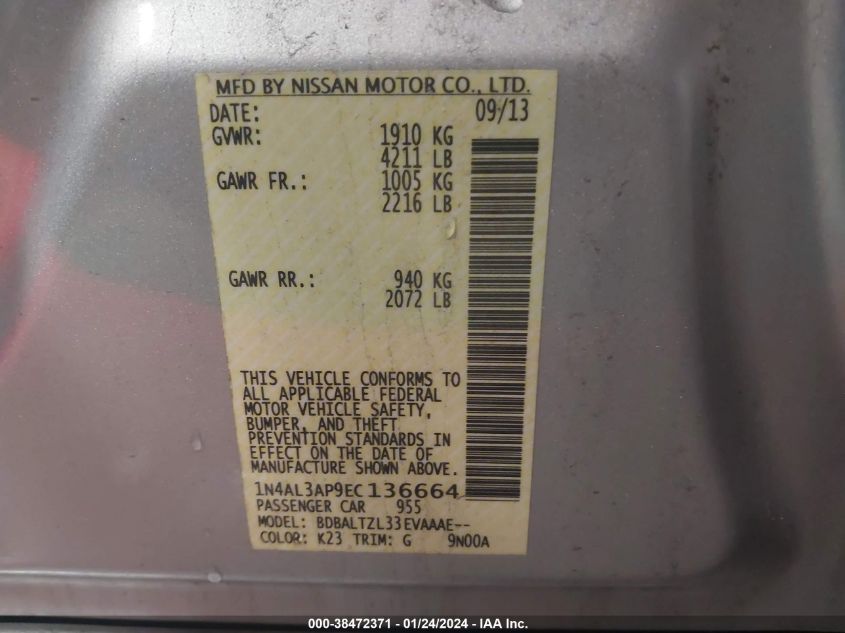 MFD BY NISSAN MOTOR CO., LTD.
DATE: 09/13
GVWR: 1910 KG
4211 LB
GAWR FR.: 1005 KG
2216 LB
GAWR RR.: 940 KG
2072 LB
THIS VEHICLE CONFORMS TO
ALL APPLICABLE FEDERAL
MOTOR VEHICLE SAFETY,
BUMPER, AND THEFT
PREVENTION STANDARDS IN
EFFECT ON THE DATE OF
MANUFACTURE SHOWN ABOVE.
1N4AL3AP9EC136664
PASSENGER CAR 955
MODEL: BDBALTZL33EVAAAE--
COLOR: K23 TRIM: G 9N00A
000-38472371 - 01/24/2024 - IAA Inc.